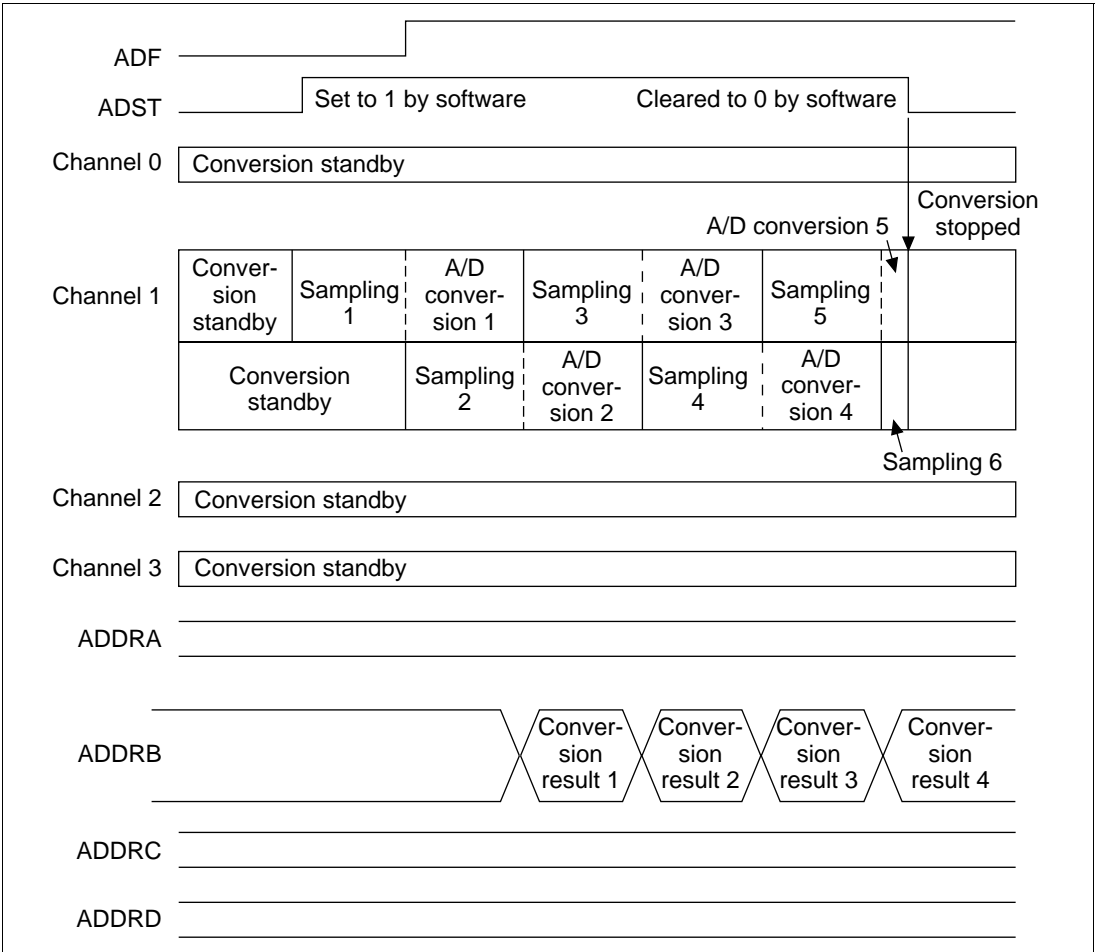 ADF
ADST
Set to 1 by software
Cleared to 0 by software
Channel 0
Conversion standby
Conversion
stopped
A/D conversion 5
Channel 1
Conver-
sion
standby
Sampling
1
A/D
conver-
sion 1
Sampling
3
A/D
conver-
sion 3
Sampling
5
Conversion
standby
Sampling
2
A/D
conver-
sion 2
Sampling
4
A/D
conver-
sion 4
Sampling 6
Channel 2
Conversion standby
Channel 3
Conversion standby
ADDRA
ADDRB
Conver-
sion
result 1
Conver-
sion
result 2
Conver-
sion
result 3
Conver-
sion
result 4
ADDRC
ADDRD